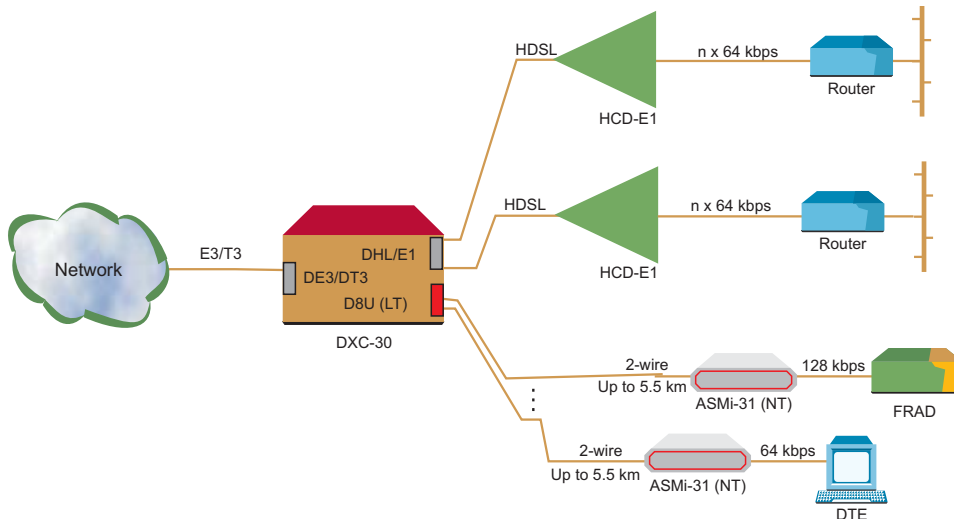 HDSL
n x 64 kbps
Router
HCD-E1
HDSL
n x 64 kbps
Router
HCD-E1
Network
E3/T3
DHL/E1
DE3/DT3
D8U (LT)
DXC-30
2-wire
Up to 5.5 km
128 kbps
ASMi-31 (NT)
FRAD
2-wire
Up to 5.5 km
64 kbps
ASMi-31 (NT)
DTE